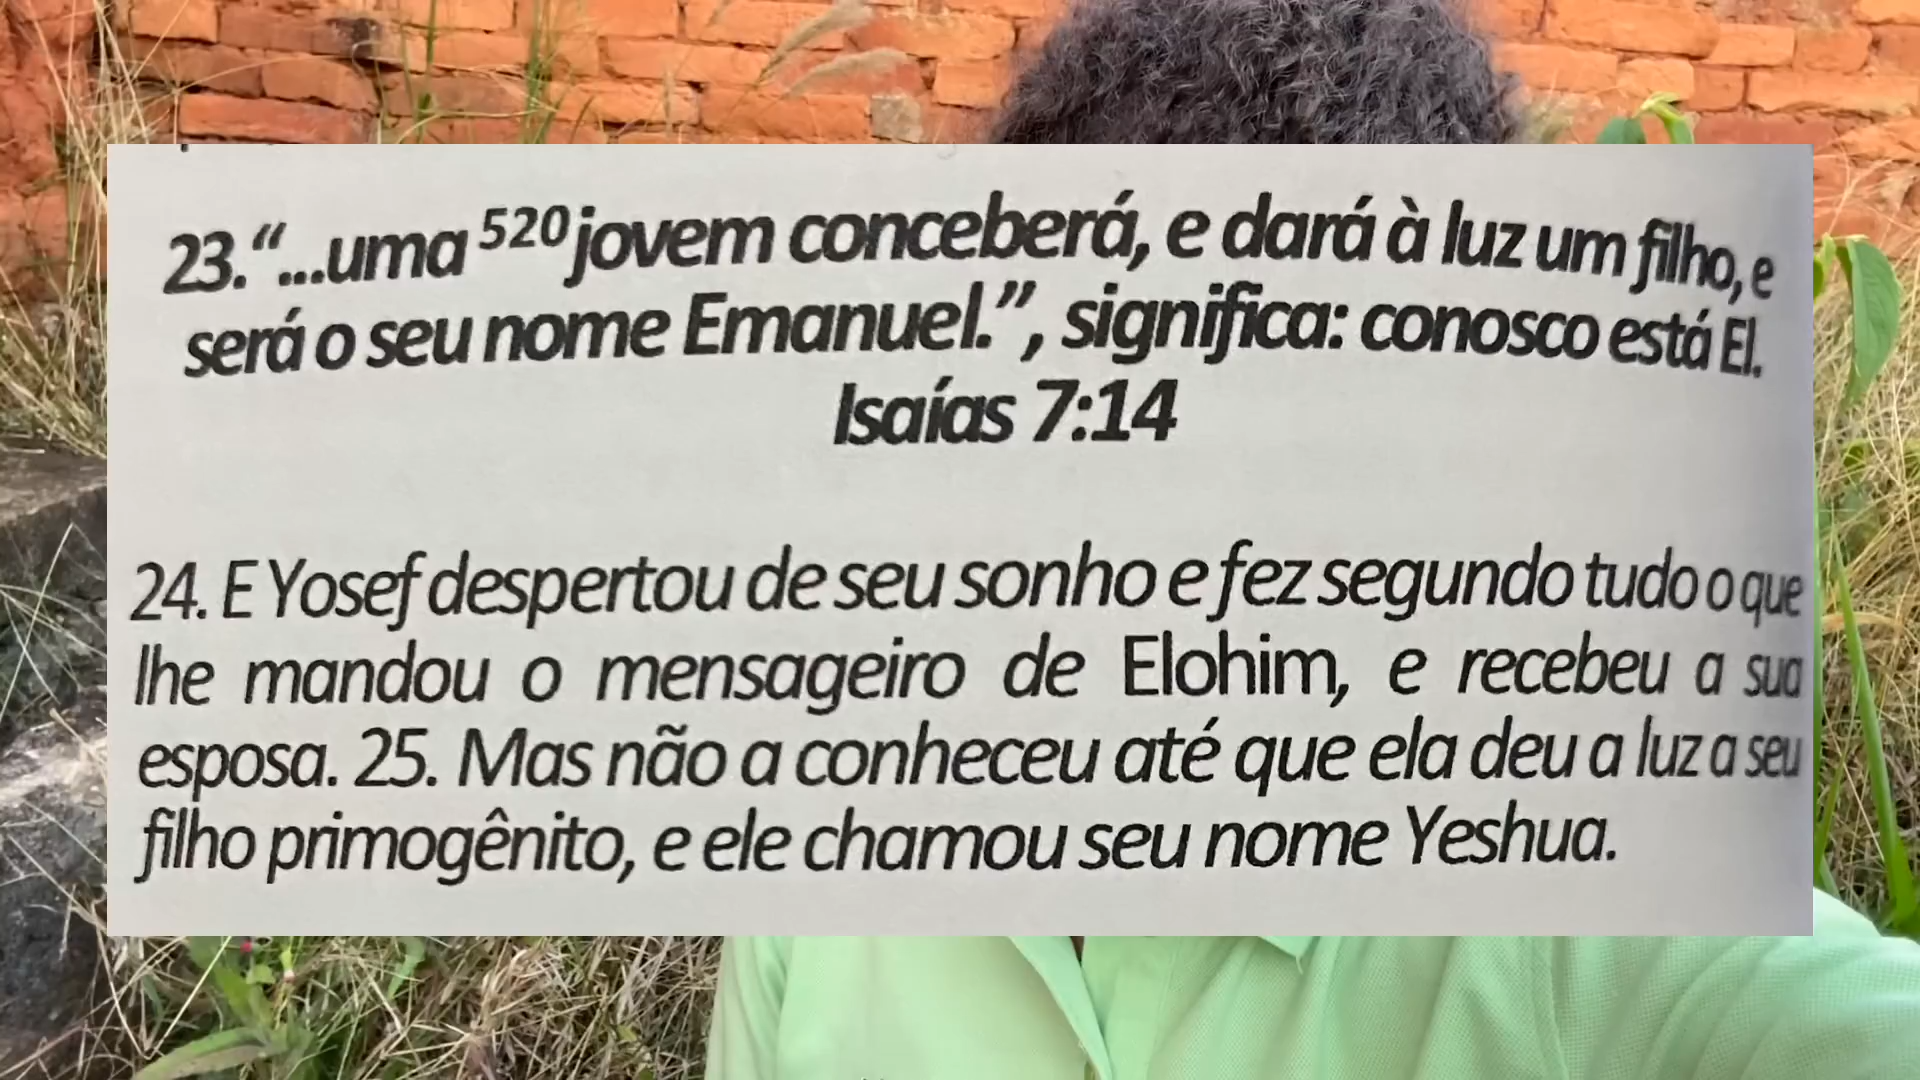 23.“...uma 520 jovem conceberá, e dará à luz um filho, e
será o seu nome Emanuel.”, significa: conosco está El.
Isaías 7:14
24. E Yosef despertou de seu sonho e fez segundo tudo o que
lhe mandou o mensageiro de Elohim, e recebeu a sua
esposa. 25. Mas não a conheceu até que ela deu a luz a seu
filho primogênito, e ele chamou seu nome Yeshua.